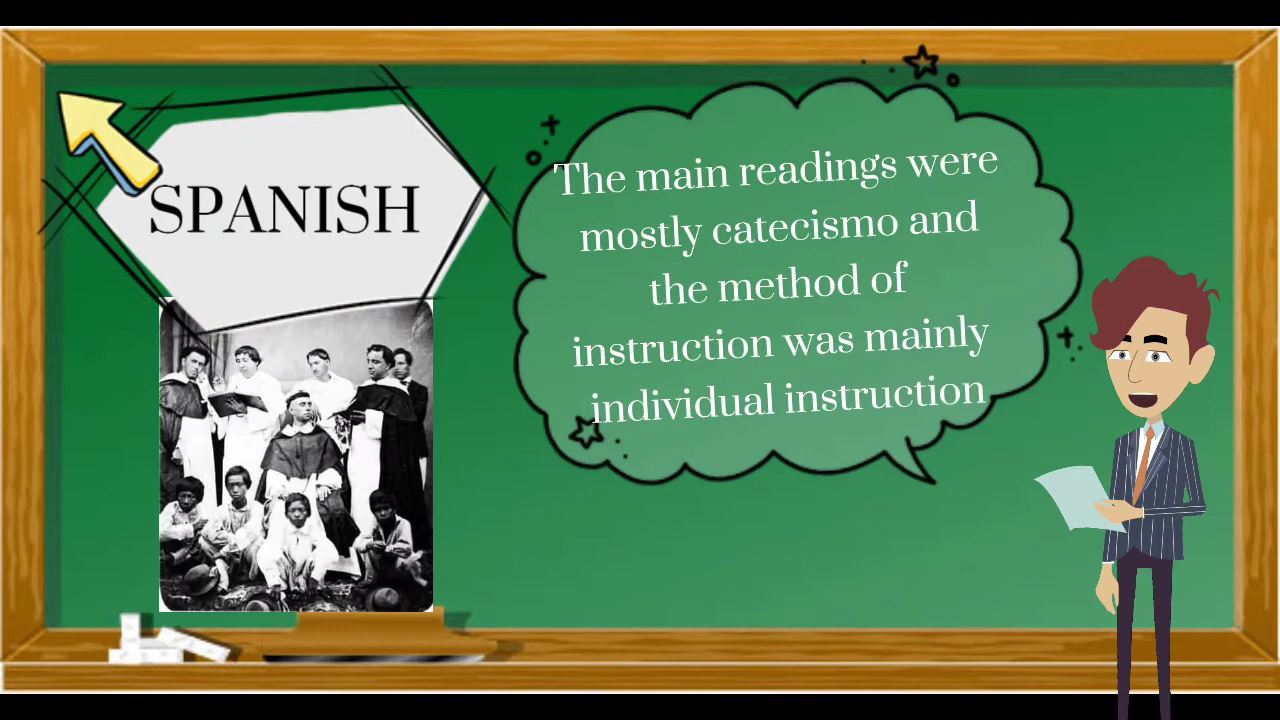 SPANISH
The main readings were
mostly catecismo and
the method of
instruction was mainly
individual instruction